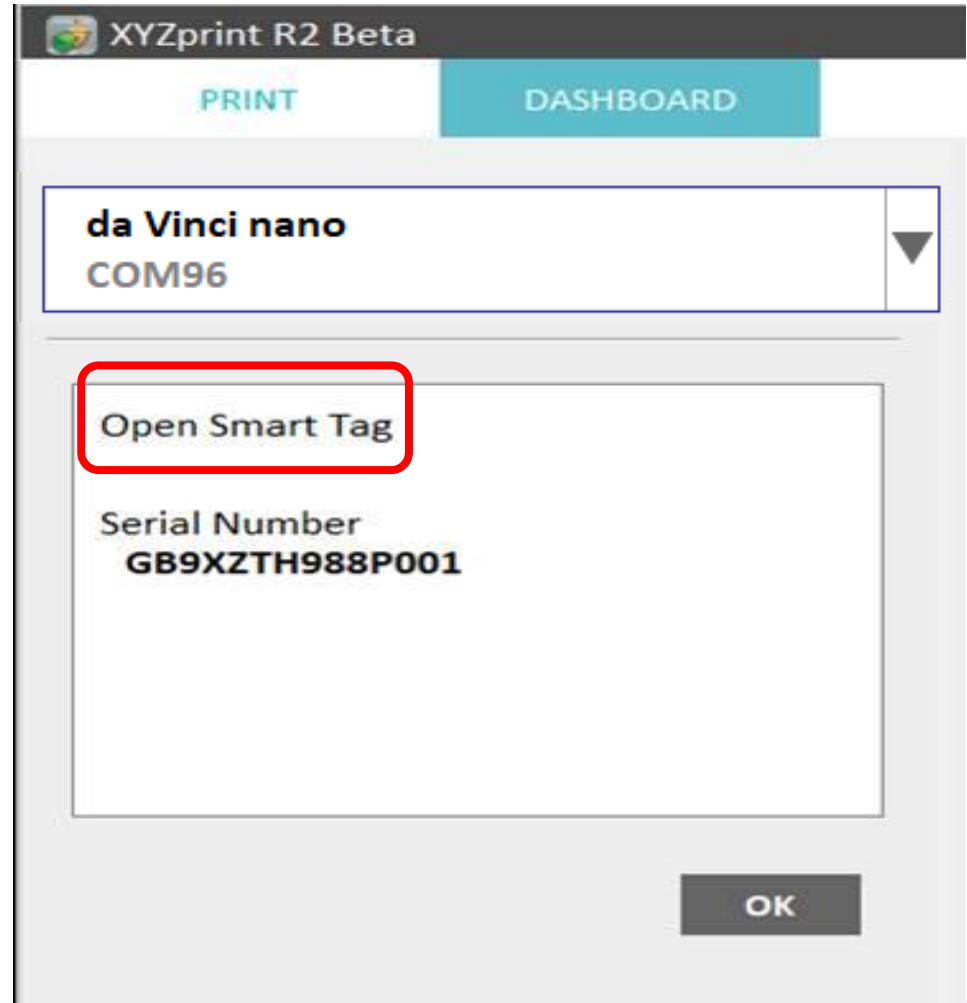 XYZprint R2 Beta
PRINT DASHBOARD
da Vinci nano
COM96
Open Smart Tag
Serial Number
GB9XZTH988P001
OK